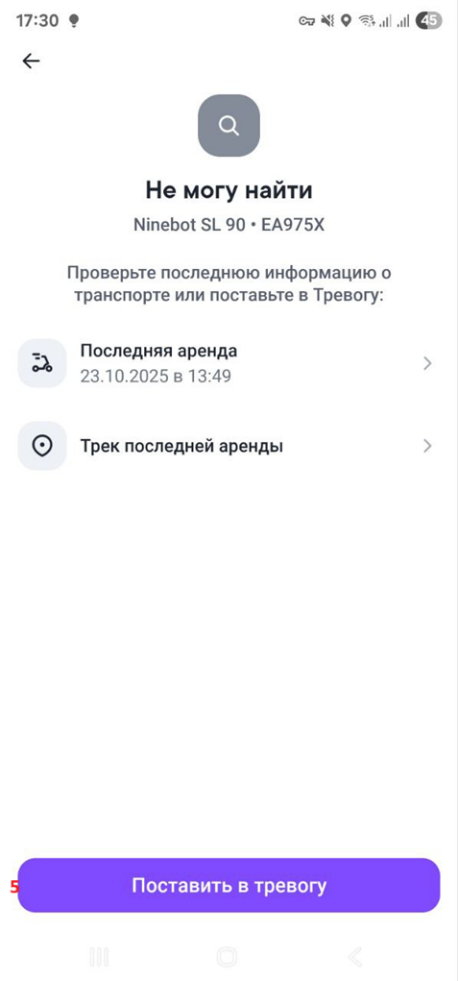 17:30
45
Не могу найти
Ninebot SL 90 • EA975X
Проверьте последнюю информацию о
транспорте или поставьте в Тревогу:
Последняя аренда
23.10.2025 в 13:49
Трек последней аренды
5
Поставить в тревогу